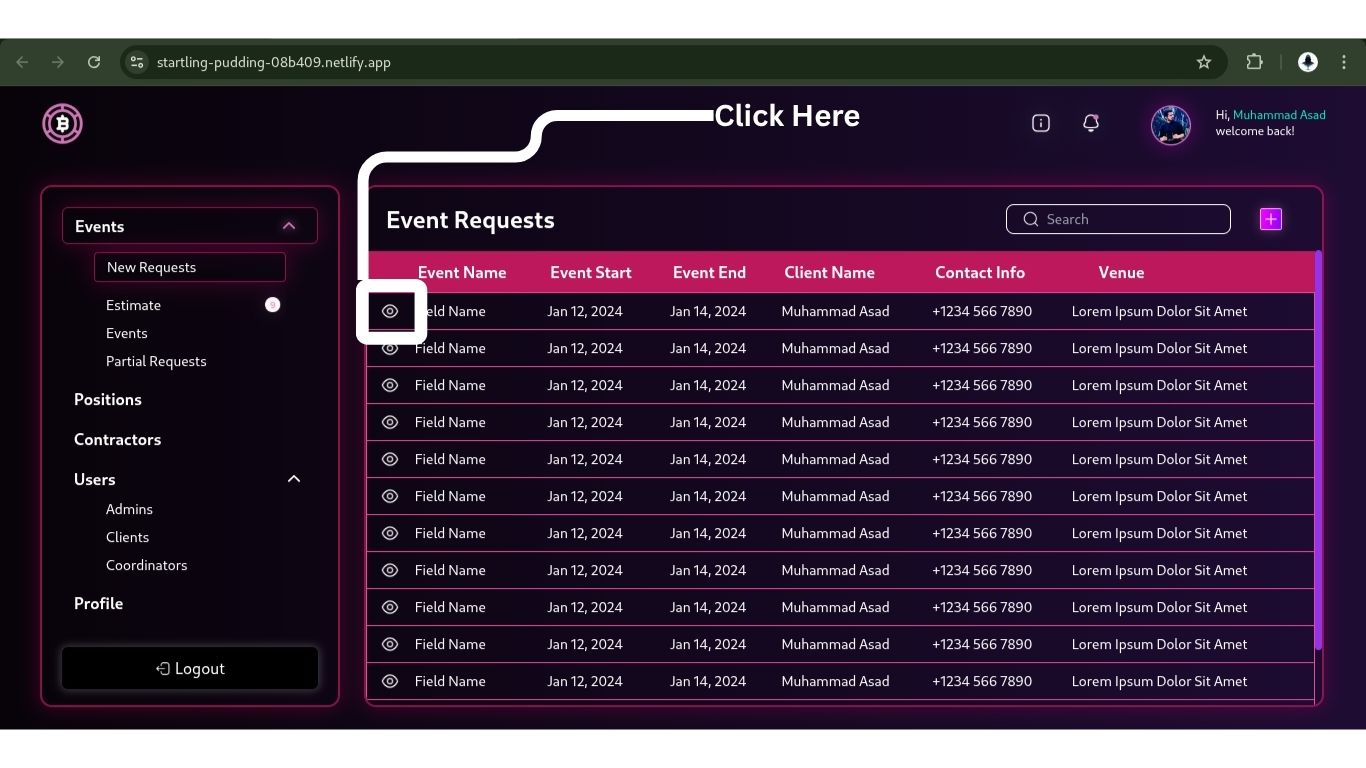 startling-pudding-08b409.netlify.app
Click Here
Hi, Muhammad Asad
welcome back!
Events
New Requests
Estimate 9
Events
Partial Requests
Positions
Contractors
Users
Admins
Clients
Coordinators
Profile
Logout
Event Requests
Search
Event Name Event Start Event End Client Name Contact Info Venue
eld Name Jan 12, 2024 Jan 14, 2024 Muhammad Asad +1234 566 7890 Lorem Ipsum Dolor Sit Amet
Field Name Jan 12, 2024 Jan 14, 2024 Muhammad Asad +1234 566 7890 Lorem Ipsum Dolor Sit Amet
Field Name Jan 12, 2024 Jan 14, 2024 Muhammad Asad +1234 566 7890 Lorem Ipsum Dolor Sit Amet
Field Name Jan 12, 2024 Jan 14, 2024 Muhammad Asad +1234 566 7890 Lorem Ipsum Dolor Sit Amet
Field Name Jan 12, 2024 Jan 14, 2024 Muhammad Asad +1234 566 7890 Lorem Ipsum Dolor Sit Amet
Field Name Jan 12, 2024 Jan 14, 2024 Muhammad Asad +1234 566 7890 Lorem Ipsum Dolor Sit Amet
Field Name Jan 12, 2024 Jan 14, 2024 Muhammad Asad +1234 566 7890 Lorem Ipsum Dolor Sit Amet
Field Name Jan 12, 2024 Jan 14, 2024 Muhammad Asad +1234 566 7890 Lorem Ipsum Dolor Sit Amet
Field Name Jan 12, 2024 Jan 14, 2024 Muhammad Asad +1234 566 7890 Lorem Ipsum Dolor Sit Amet
Field Name Jan 12, 2024 Jan 14, 2024 Muhammad Asad +1234 566 7890 Lorem Ipsum Dolor Sit Amet
Field Name Jan 12, 2024 Jan 14, 2024 Muhammad Asad +1234 566 7890 Lorem Ipsum Dolor Sit Amet